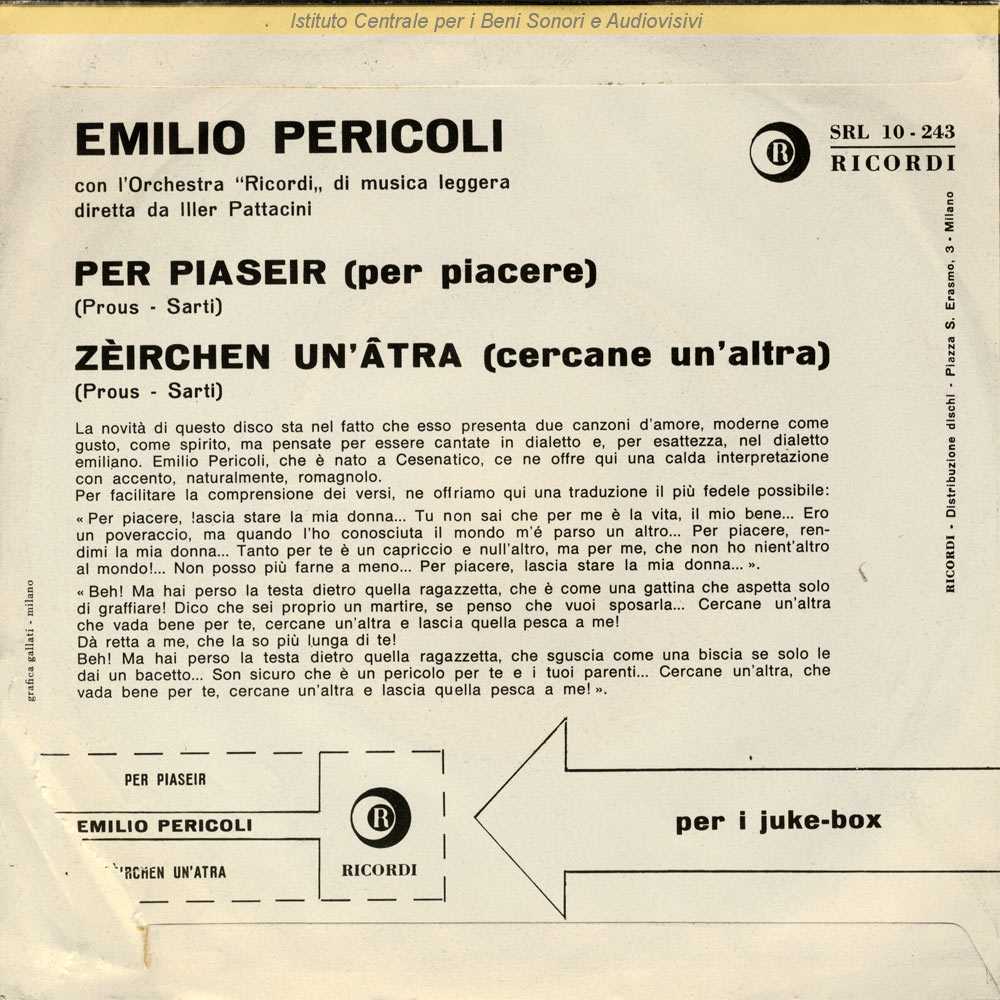 Istituto Centrale per i Beni Sonori e Audiovisivi
EMILIO PERICOLI
con l'Orchestra “Ricordi„ di musica leggera
diretta da Iller Pattacini
R
SRL 10 - 243
RICORDI
PER PIASEIR (per piacere)
(Prous - Sarti)
ZÈIRCHEN UN'ÂTRA (cercane un'altra)
(Prous - Sarti)
La novità di questo disco sta nel fatto che esso presenta due canzoni d'amore, moderne come
gusto, come spirito, ma pensate per essere cantate in dialetto e, per esattezza, nel dialetto
emiliano. Emilio Pericoli, che è nato a Cesenatico, ce ne offre qui una calda interpretazione
con accento, naturalmente, romagnolo.
Per facilitare la comprensione dei versi, ne offriamo qui una traduzione il più fedele possibile:
« Per piacere, lascia stare la mia donna... Tu non sai che per me è la vita, il mio bene... Ero
un poveraccio, ma quando l'ho conosciuta il mondo m'é parso un altro... Per piacere, ren-
dimi la mia donna... Tanto per te è un capriccio e null'altro, ma per me, che non ho nient'altro
al mondo!... Non posso più farne a meno... Per piacere, lascia stare la mia donna... ».
« Beh! Ma hai perso la testa dietro quella ragazzetta, che è come una gattina che aspetta solo
di graffiare! Dico che sei proprio un martire, se penso che vuoi sposarla... Cercane un'altra
che vada bene per te, cercane un'altra e lascia quella pesca a me!
Dà retta a me, che la so più lunga di te!
Beh! Ma hai perso la testa dietro quella ragazzetta, che sguscia come una biscia se solo le
dai un bacetto... Son sicuro che è un pericolo per te e i tuoi parenti... Cercane un'altra, che
vada bene per te, cercane un'altra e lascia quella pesca a me! ».
RICORDI - Distribuzione dischi - Piazza S. Erasmo, 3 - Milano
grafica gallati - milano
PER PIASEIR
EMILIO PERICOLI
ZÈIRCHEN UN'ATRA
R
RICORDI
per i juke-box